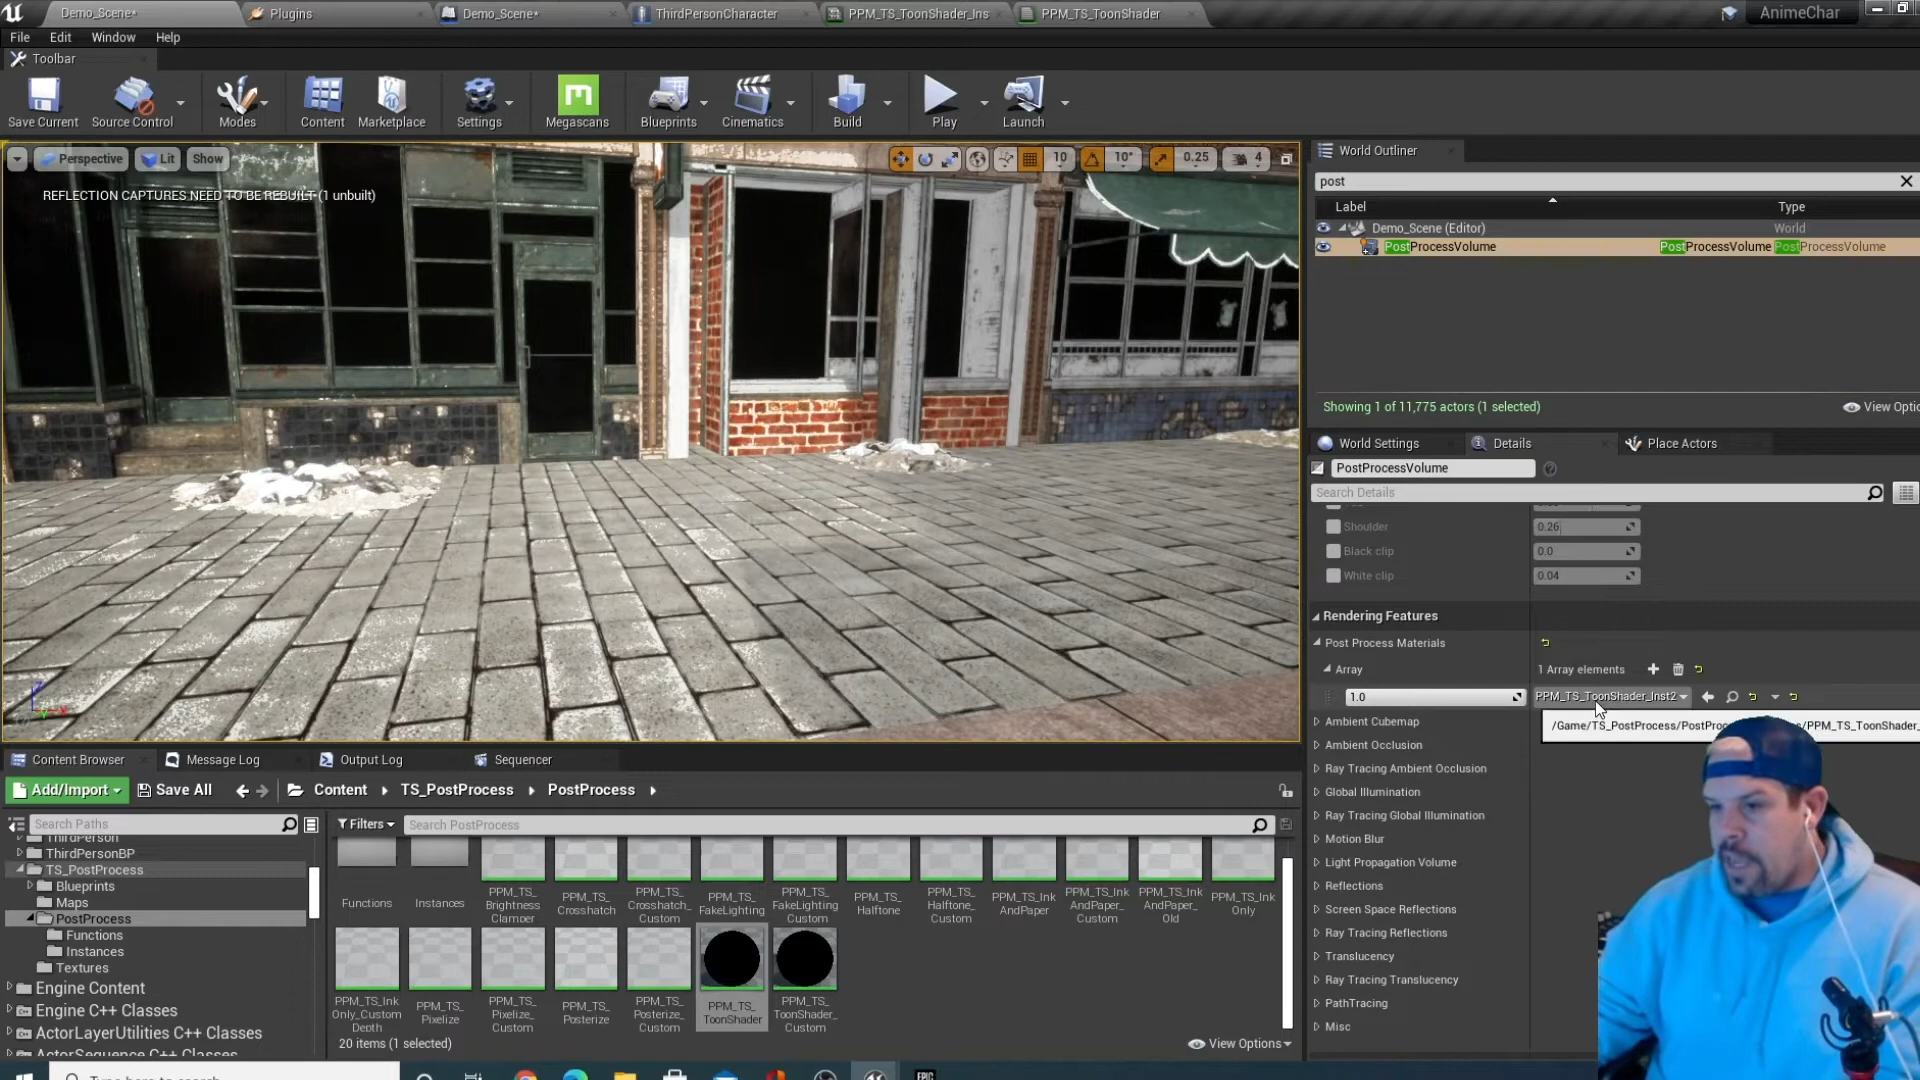 Demo_Scene*
Plugins
Demo_Scene*
ThirdPersonCharacter
PPM_TS_ToonShader_Ins
PPM_TS_ToonShader
AnimeChar
File Edit Window Help
Toolbar
Save Current
Source Control
Modes
Content
Marketplace
Settings
Megascans
Blueprints
Cinematics
Build
Play
Launch
Perspective
Lit
Show
10
10°
0.25
4
REFLECTION CAPTURES NEED TO BE REBUILT (1 unbuilt)
World Outliner
post
Label
Type
Demo_Scene (Editor)
World
PostProcessVolume
PostProcessVolume PostProcessVolume
Showing 1 of 11,775 actors (1 selected)
View Optio
World Settings
Details
Place Actors
PostProcessVolume
Search Details
Shoulder
0.26
Black clip
0.0
White clip
0.04
Rendering Features
Post Process Materials
Array
1 Array elements
1.0
PPM_TS_ToonShader_Inst2
Ambient Cubemap
Ambient Occlusion
Ray Tracing Ambient Occlusion
Global Illumination
Ray Tracing Global Illumination
Motion Blur
Light Propagation Volume
Reflections
Screen Space Reflections
Ray Tracing Reflections
Translucency
Ray Tracing Translucency
PathTracing
Misc
Content Browser
Message Log
Output Log
Sequencer
Add/Import
Save All
Content
TS_PostProcess
PostProcess
Search Paths
Filters
Search PostProcess
ThirdPerson
ThirdPersonBP
TS_PostProcess
Blueprints
Maps
PostProcess
Functions
Instances
Textures
Engine Content
Engine C++ Classes
ActorLayerUtilities C++ Classes
ActorSequence C++ Classes
Functions
Instances
PPM_TS_
Brightness
Clamper
PPM_TS_
Crosshatch
PPM_TS_
Crosshatch_
Custom
PPM_TS_
FakeLighting
PPM_TS_
FakeLighting
Custom
PPM_TS_
Halftone
PPM_TS_
Halftone_
Custom
PPM_TS_Ink
AndPaper
PPM_TS_Ink
AndPaper_
Custom
PPM_TS_Ink
AndPaper_
Old
PPM_TS_Ink
Only
PPM_TS_Ink
Only_Custom
Depth
PPM_TS_
Pixelize
PPM_TS_
Pixelize_
Custom
PPM_TS_
Posterize
PPM_TS_
Posterize_
Custom
PPM_TS_
ToonShader
PPM_TS_
ToonShader_
Custom
20 items (1 selected)
View Options
EPIC